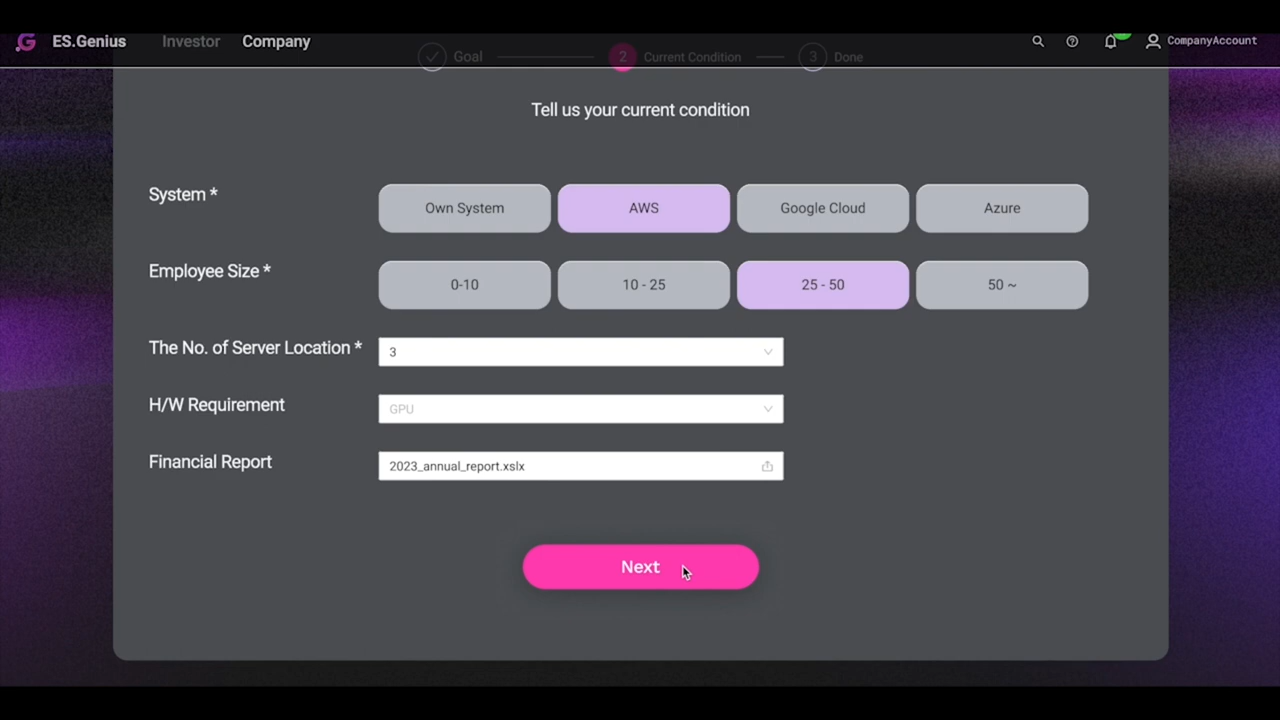 ES.Genius Investor Company CompanyAccount
Goal 2 Current Condition 3 Done
Tell us your current condition
System * Own System AWS Google Cloud Azure
Employee Size * 0-10 10 - 25 25 - 50 50 ~
The No. of Server Location * 3
H/W Requirement GPU
Financial Report 2023_annual_report.xslx
Next